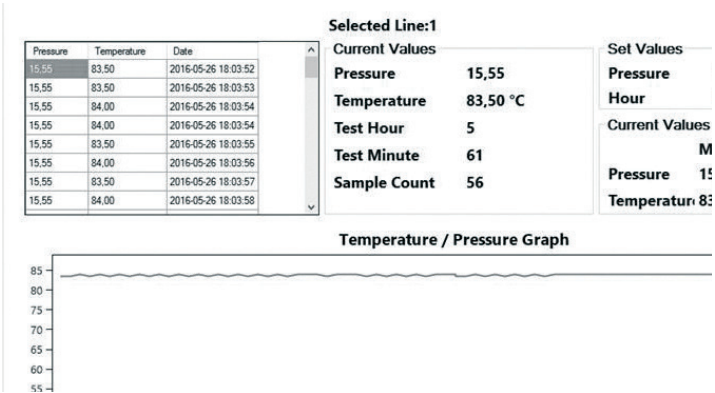 Selected Line:1
Pressure Temperature Date
15,55 83,50 2016-05-26 18:03:52
15,55 83,50 2016-05-26 18:03:53
15,55 84,00 2016-05-26 18:03:54
15,55 84,00 2016-05-26 18:03:54
15,55 83,50 2016-05-26 18:03:55
15,55 84,00 2016-05-26 18:03:56
15,55 83,50 2016-05-26 18:03:57
15,55 84,00 2016-05-26 18:03:58
Current Values
Pressure 15,55
Temperature 83,50 °C
Test Hour 5
Test Minute 61
Sample Count 56
Set Values
Pressure
Hour
Current Values
M
Pressure 15
Temperatur 83
Temperature / Pressure Graph
85
80
75
70
65
60
55